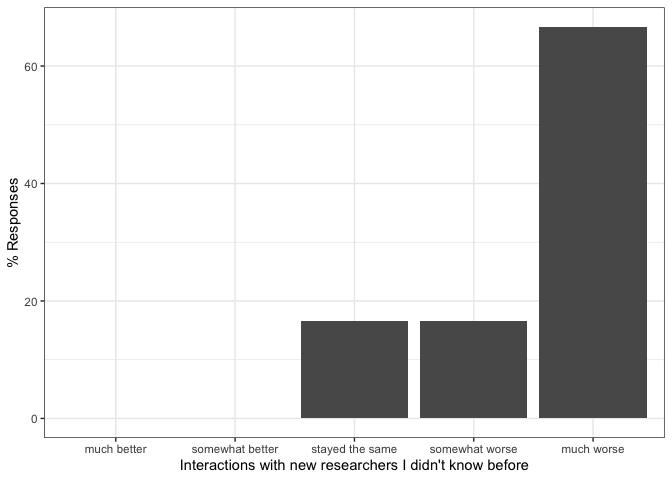 % Responses
60
40
20
0
much better somewhat better stayed the same somewhat worse much worse
Interactions with new researchers I didn't know before